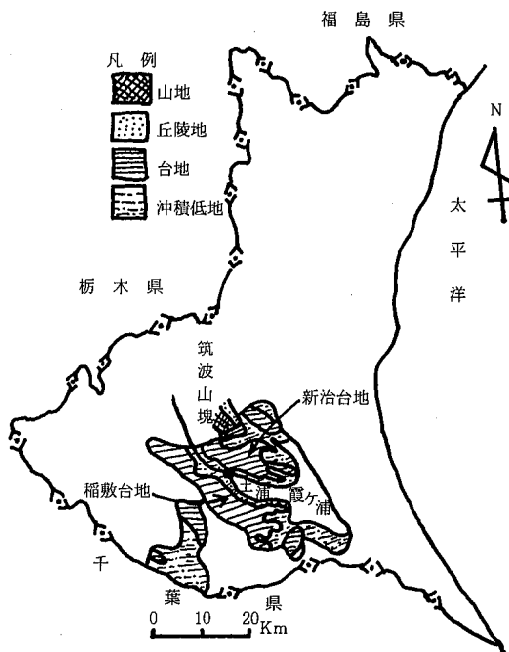 福島県
凡例
山地
丘陵地
台地
沖積低地
N
太平洋
栃木県
筑波山塊
新治台地
稲敷台地
土浦
霞ヶ浦
千葉県
0 10 20
Km